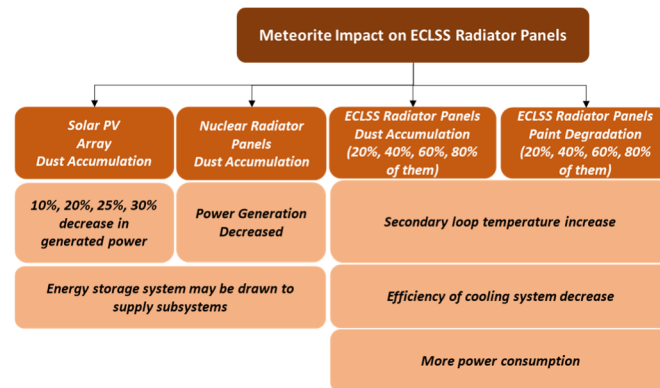 Meteorite Impact on ECLSS Radiator Panels
Solar PV
Array
Dust Accumulation
Nuclear Radiator
Panels
Dust Accumulation
ECLSS Radiator Panels
Dust Accumulation
(20%, 40%, 60%, 80%
of them)
ECLSS Radiator Panels
Paint Degradation
(20%, 40%, 60%, 80%
of them)
10%, 20%, 25%, 30%
decrease in
generated power
Power Generation
Decreased
Secondary loop temperature increase
Energy storage system may be drawn to
supply subsystems
Efficiency of cooling system decrease
More power consumption